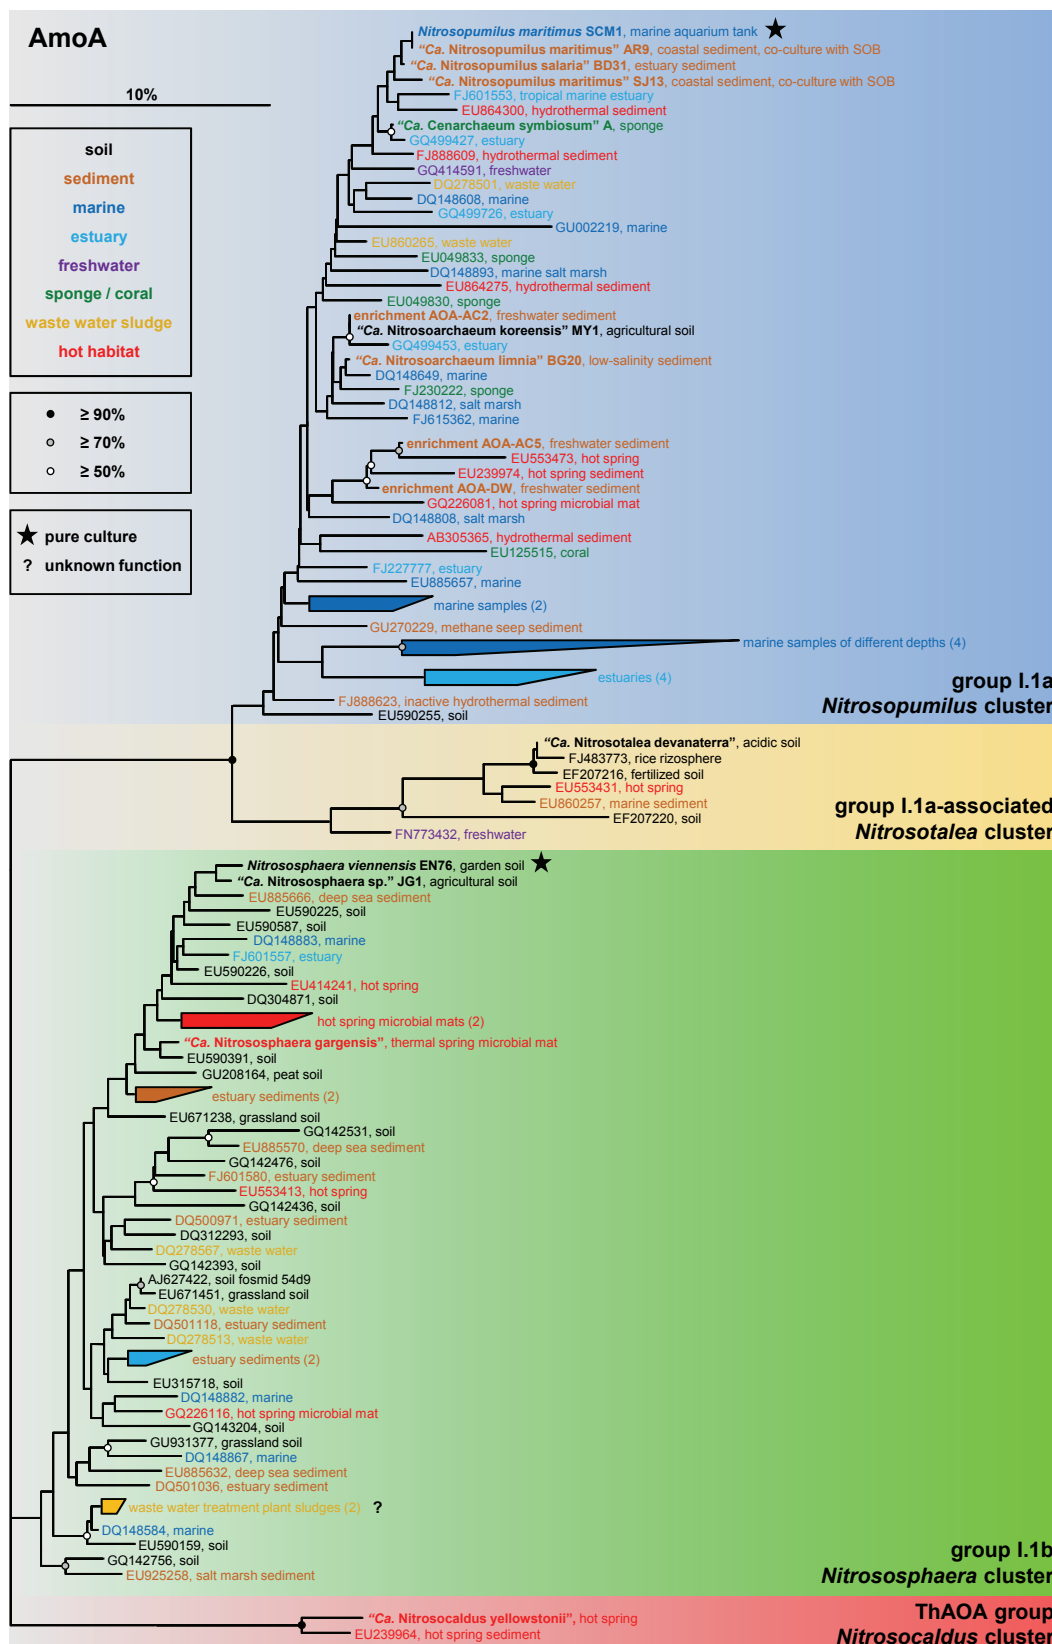 AmoA
10%
soil
sediment
marine
estuary
freshwater
sponge / coral
waste water sludge
hot habitat
≥ 90%
≥ 70%
≥ 50%
pure culture
? unknown function
Nitrosopumilus maritimus SCM1, marine aquarium tank
“Ca. Nitrosopumilus maritimus” AR9, coastal sediment, co-culture with SOB
“Ca. Nitrosopumilus salaria” BD31, estuary sediment
“Ca. Nitrosopumilus maritimus” SJ13, coastal sediment, co-culture with SOB
FJ601553, tropical marine estuary
EU864300, hydrothermal sediment
“Ca. Cenarchaeum symbiosum” A, sponge
GQ499427, estuary
FJ888609, hydrothermal sediment
GQ414591, freshwater
DQ278501, waste water
DQ148608, marine
GQ499726, estuary
GU002219, marine
EU860265, waste water
EU049833, sponge
DQ148893, marine salt marsh
EU864275, hydrothermal sediment
EU049830, sponge
enrichment AOA-AC2, freshwater sediment
“Ca. Nitrosoarchaeum koreensis” MY1, agricultural soil
GQ499453, estuary
“Ca. Nitrosoarchaeum limnia” BG20, low-salinity sediment
DQ148649, marine
FJ230222, sponge
DQ148812, salt marsh
FJ615362, marine
enrichment AOA-AC5, freshwater sediment
EU553473, hot spring
EU239974, hot spring sediment
enrichment AOA-DW, freshwater sediment
GQ226081, hot spring microbial mat
DQ148808, salt marsh
AB305365, hydrothermal sediment
EU125515, coral
FJ227777, estuary
EU885657, marine
marine samples (2)
GU270229, methane seep sediment
marine samples of different depths (4)
estuaries (4)
FJ888623, inactive hydrothermal sediment
EU590255, soil
group I.1a
Nitrosopumilus cluster
“Ca. Nitrosotalea devanaterra”, acidic soil
FJ483773, rice rizosphere
EF207216, fertilized soil
EU553431, hot spring
EU860257, marine sediment
EF207220, soil
FN773432, freshwater
group I.1a-associated
Nitrosotalea cluster
Nitrososphaera viennensis EN76, garden soil
“Ca. Nitrososphaera sp.” JG1, agricultural soil
EU885666, deep sea sediment
EU590225, soil
EU590587, soil
DQ148883, marine
FJ601557, estuary
EU590226, soil
EU414241, hot spring
DQ304871, soil
hot spring microbial mats (2)
“Ca. Nitrososphaera gargensis”, thermal spring microbial mat
EU590391, soil
GU208164, peat soil
estuary sediments (2)
EU671238, grassland soil
GQ142531, soil
EU885570, deep sea sediment
GQ142476, soil
FJ601580, estuary sediment
EU553413, hot spring
GQ142436, soil
DQ500971, estuary sediment
DQ312293, soil
DQ278567, waste water
GQ142393, soil
AJ627422, soil fosmid 54d9
EU671451, grassland soil
DQ278530, waste water
DQ501118, estuary sediment
DQ278513, waste water
estuary sediments (2)
EU315718, soil
DQ148882, marine
GQ226116, hot spring microbial mat
GQ143204, soil
GU931377, grassland soil
DQ148867, marine
EU885632, deep sea sediment
DQ501036, estuary sediment
waste water treatment plant sludges (2) ?
DQ148584, marine
EU590159, soil
GQ142756, soil
EU925258, salt marsh sediment
group I.1b
Nitrososphaera cluster
“Ca. Nitrosocaldus yellowstonii”, hot spring
EU239964, hot spring sediment
ThAOA group
Nitrosocaldus cluster